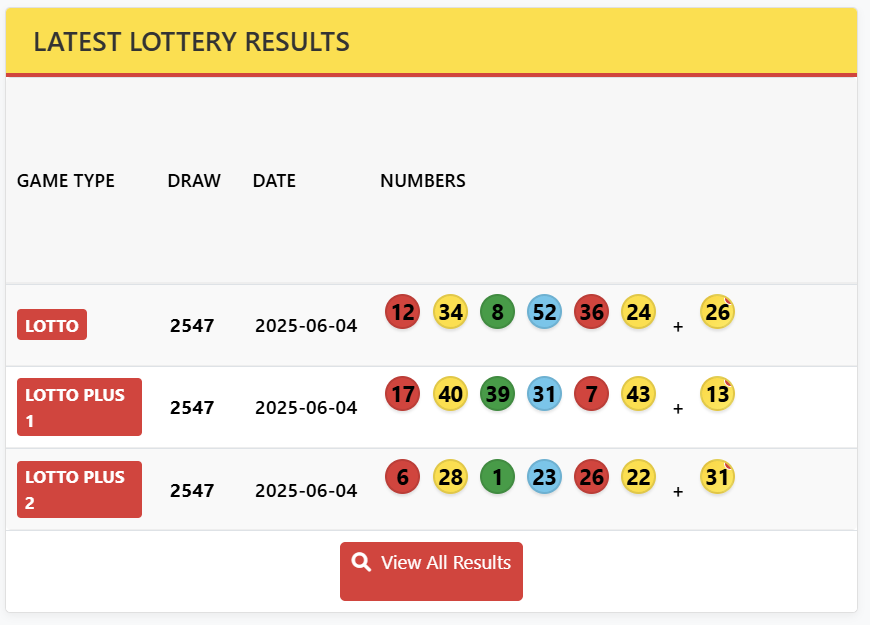 LATEST LOTTERY RESULTS
GAME TYPE DRAW DATE NUMBERS
LOTTO 2547 2025-06-04 12 34 8 52 36 24 + 26
LOTTO PLUS 1 2547 2025-06-04 17 40 39 31 7 43 + 13
LOTTO PLUS 2 2547 2025-06-04 6 28 1 23 26 22 + 31
View All Results